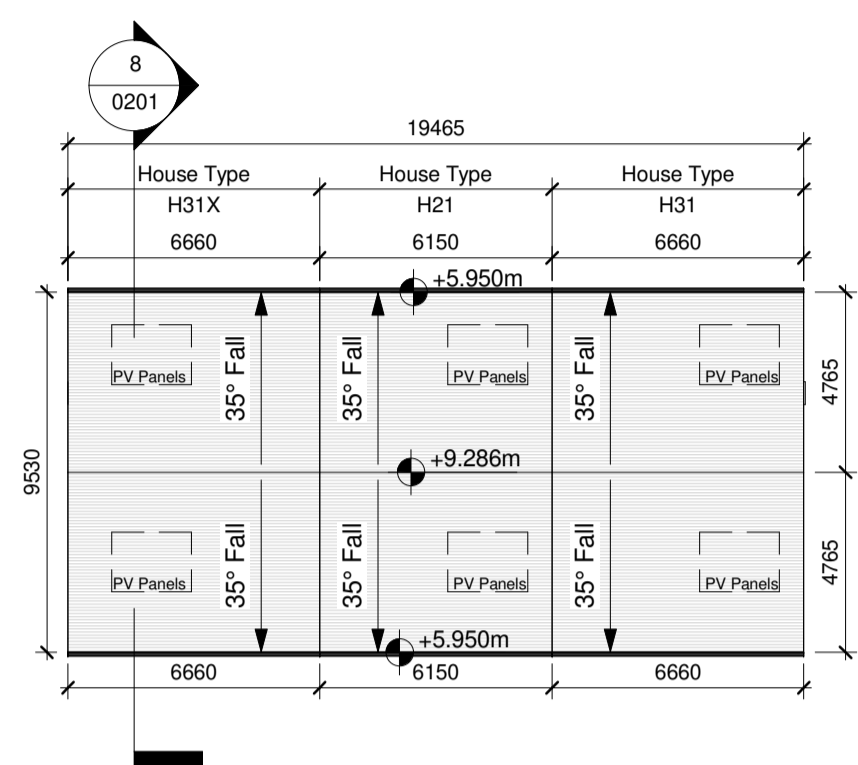 8
0201
19465
House Type House Type House Type
H31X H21 H31
6660 6150 6660
+5.950m
35° Fall 35° Fall 35° Fall
PV Panels PV Panels PV Panels
4765
9530
+9.286m
35° Fall 35° Fall 35° Fall
PV Panels PV Panels PV Panels
4765
+5.950m
6660 6150 6660